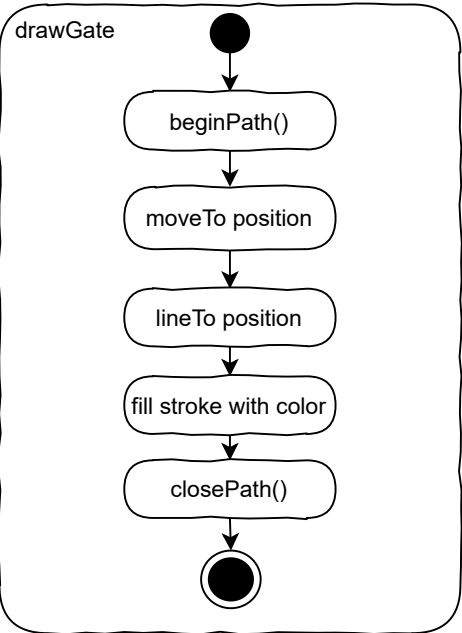 drawGate
beginPath()
moveTo position
lineTo position
fill stroke with color
closePath()